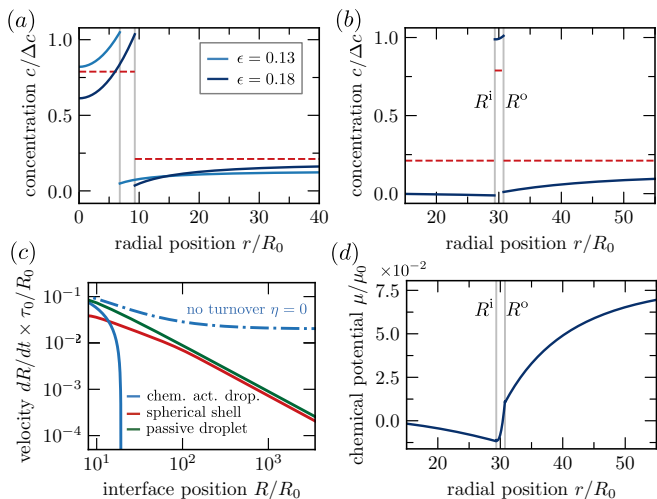 (a)
concentration c/Δc
1.0
0.5
0.0
ϵ = 0.13
ϵ = 0.18
0 10 20 30 40
radial position r/R₀
(b)
concentration c/Δc
1.0
0.5
0.0
Rⁱ Rᵒ
20 30 40 50
radial position r/R₀
(c)
velocity dR/dt × τ₀/R₀
10⁻¹
10⁻²
10⁻³
10⁻⁴
no turnover η = 0
chem. act. drop.
spherical shell
passive droplet
10¹ 10² 10³
interface position R/R₀
(d)
×10⁻²
chemical potential μ/μ₀
7.5
5.0
2.5
0.0
Rⁱ Rᵒ
20 30 40 50
radial position r/R₀